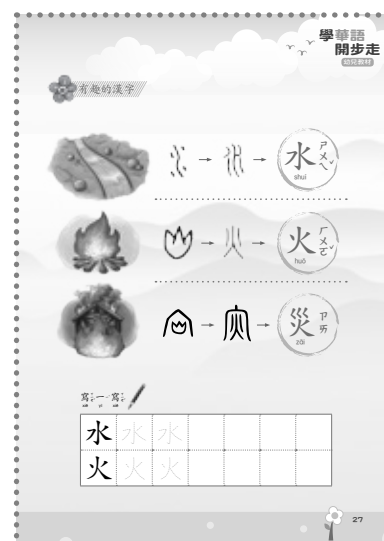 學華語
開步走
幼兒教材
有趣的漢字
水 ㄕㄨㄟˇ
shuǐ
火 ㄏㄨㄛˇ
huǒ
災 ㄗㄞ
zāi
寫一寫
水 水 水
火 火 火
27